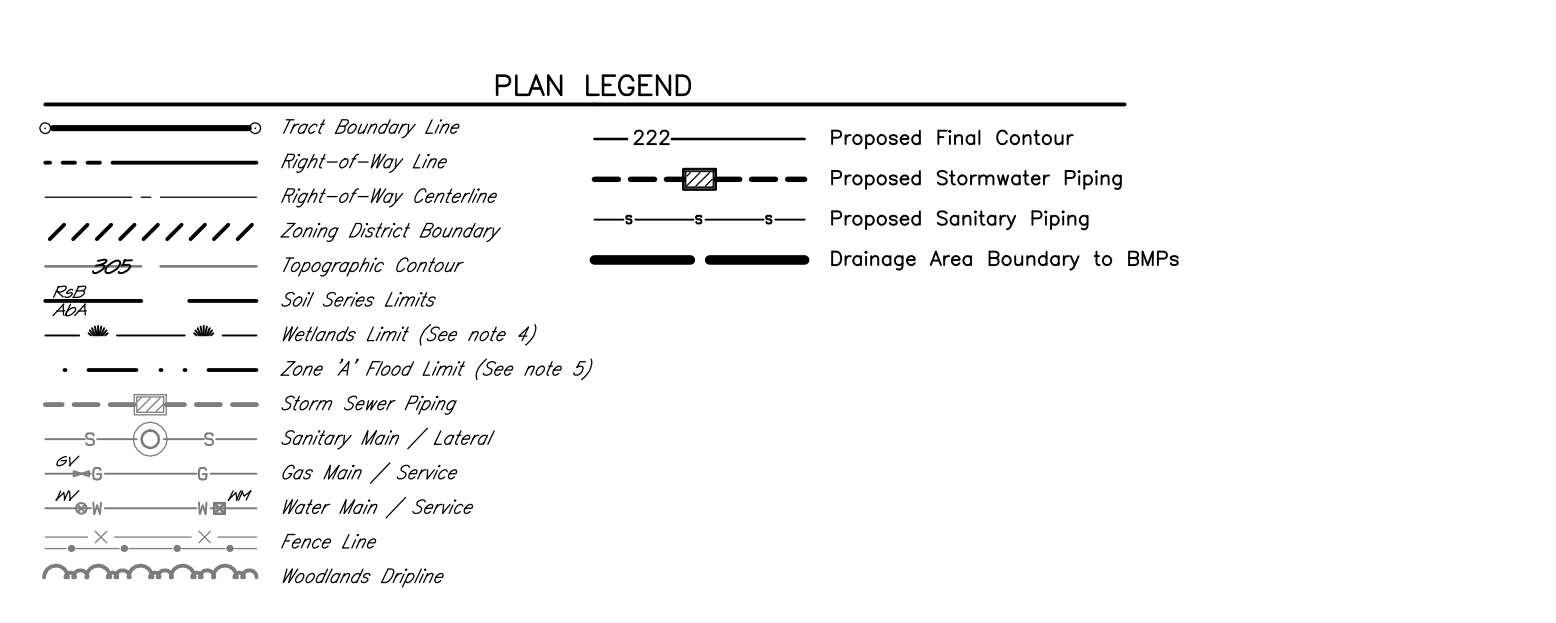 PLAN LEGEND
Tract Boundary Line
Right-of-Way Line
Right-of-Way Centerline
Zoning District Boundary
305 Topographic Contour
RsB
AbA
Soil Series Limits
Wetlands Limit (See note 4)
Zone 'A' Flood Limit (See note 5)
Storm Sewer Piping
S S Sanitary Main / Lateral
GV
G G Gas Main / Service
WV WM
W W Water Main / Service
Fence Line
Woodlands Dripline
222 Proposed Final Contour
Proposed Stormwater Piping
S S S Proposed Sanitary Piping
Drainage Area Boundary to BMPs